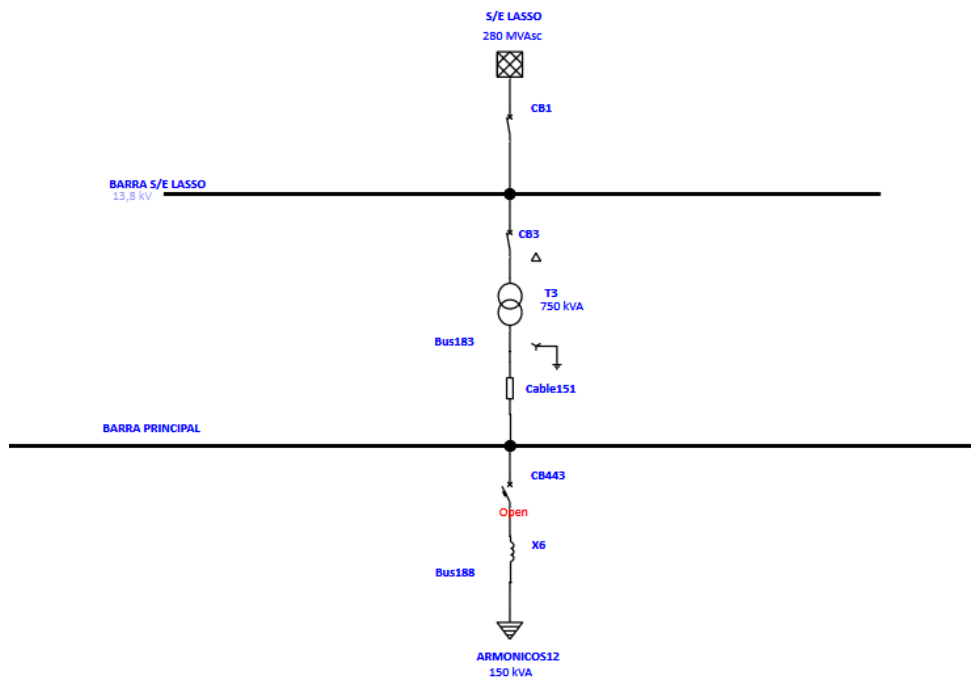 S/E LASSO
280 MVAsc
CB1
BARRA S/E LASSO
13,8 kV
CB3
T3
750 kVA
Bus183
Cable151
BARRA PRINCIPAL
CB443
Open
X6
Bus188
ARMONICOS12
150 kVA